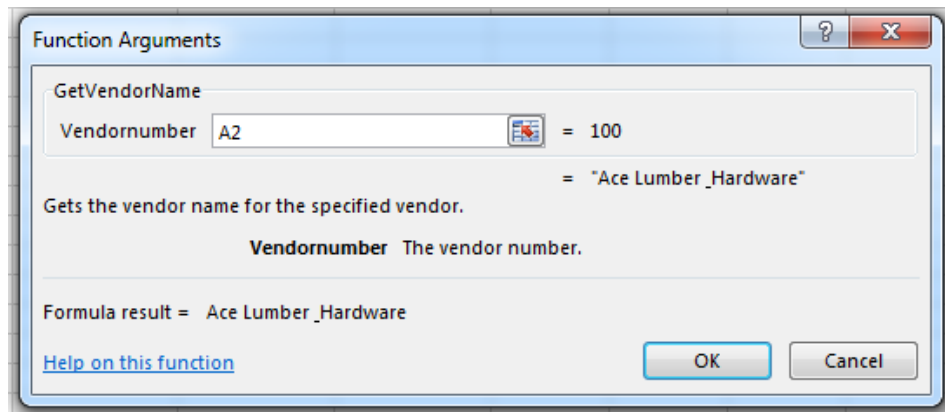 Function Arguments
? X
GetVendorName
Vendornumber A2 = 100
= "Ace Lumber _Hardware"
Gets the vendor name for the specified vendor.
Vendornumber The vendor number.
Formula result = Ace Lumber _Hardware
Help on this function OK Cancel